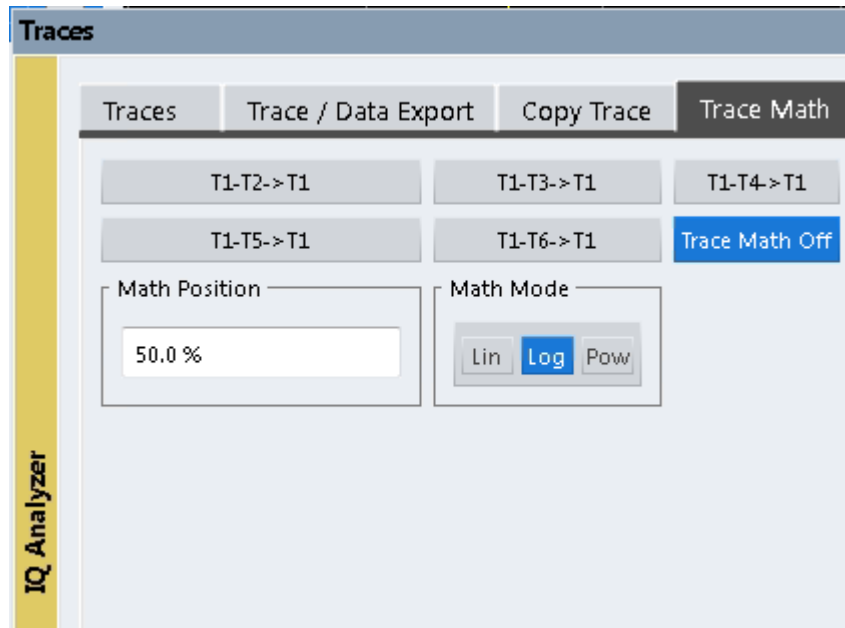 Traces
Traces
Trace / Data Export
Copy Trace
Trace Math
T1-T2->T1
T1-T3->T1
T1-T4->T1
T1-T5->T1
T1-T6->T1
Trace Math Off
Math Position
50.0 %
Math Mode
Lin
Log
Pow
IQ Analyzer